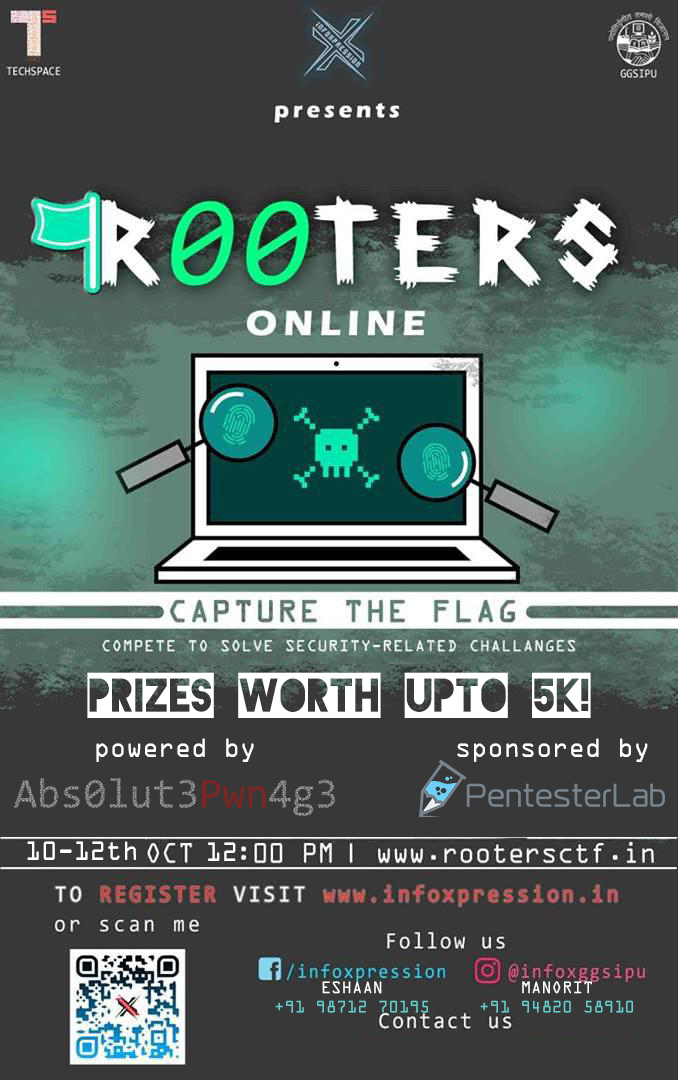 TS
TECHSPACE
INFOXPRESSION
GGSIPU
presents
R00TERS
ONLINE
CAPTURE THE FLAG
COMPETE TO SOLVE SECURITY-RELATED CHALLANGES
PRIZES WORTH UPTO 5K!
powered by
Abs0lut3Pwn4g3
sponsored by
PentesterLab
10-12th OCT 12:00 PM | www.rootersctf.in
TO REGISTER VISIT www.infoxpression.in
or scan me
Follow us
/infoxpression
@infoxggsipu
ESHAAN
+91 98712 70195
MANORIT
+91 94820 58910
Contact us